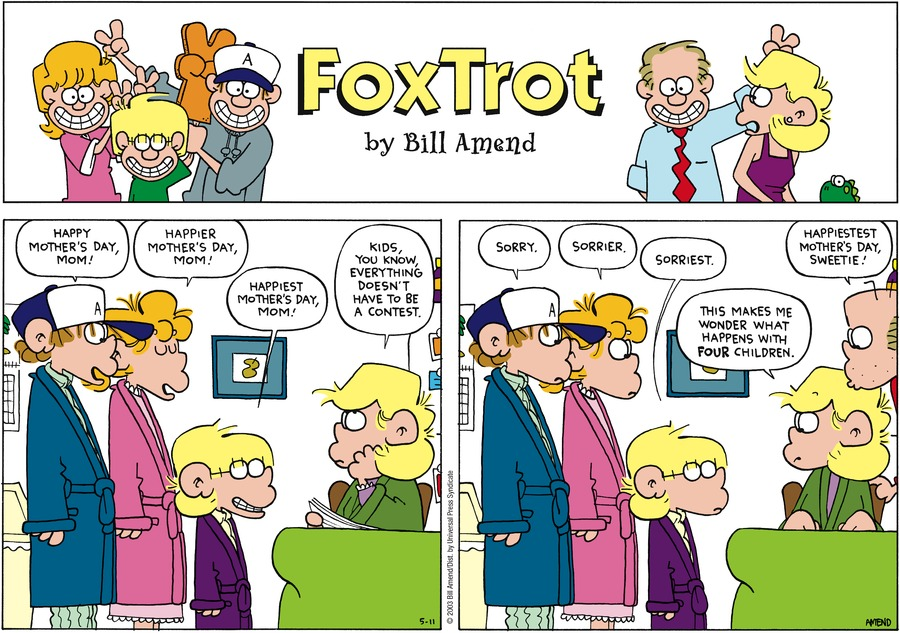 A
FOXTROT
by Bill Amend
HAPPY
MOTHER'S DAY,
MOM!
HAPPIER
MOTHER'S DAY,
MOM!
HAPPIEST
MOTHER'S DAY,
MOM!
KIDS,
YOU KNOW,
EVERYTHING
DOESN'T
HAVE TO BE
A CONTEST.
A
5-11
© 2003 Bill Amend/Dist. by Universal Press Syndicate
SORRY.
SORRIER.
SORRIEST.
THIS MAKES ME
WONDER WHAT
HAPPENS WITH
FOUR CHILDREN.
HAPPIESTEST
MOTHER'S DAY,
SWEETIE!
A
AMEND